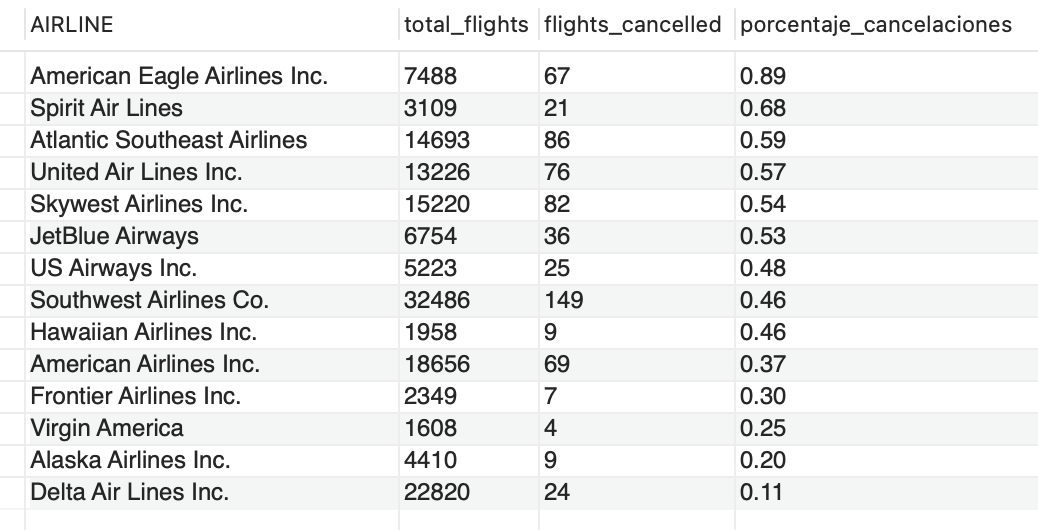 AIRLINE total_flights flights_cancelled porcentaje_cancelaciones
American Eagle Airlines Inc. 7488 67 0.89
Spirit Air Lines 3109 21 0.68
Atlantic Southeast Airlines 14693 86 0.59
United Air Lines Inc. 13226 76 0.57
Skywest Airlines Inc. 15220 82 0.54
JetBlue Airways 6754 36 0.53
US Airways Inc. 5223 25 0.48
Southwest Airlines Co. 32486 149 0.46
Hawaiian Airlines Inc. 1958 9 0.46
American Airlines Inc. 18656 69 0.37
Frontier Airlines Inc. 2349 7 0.30
Virgin America 1608 4 0.25
Alaska Airlines Inc. 4410 9 0.20
Delta Air Lines Inc. 22820 24 0.11